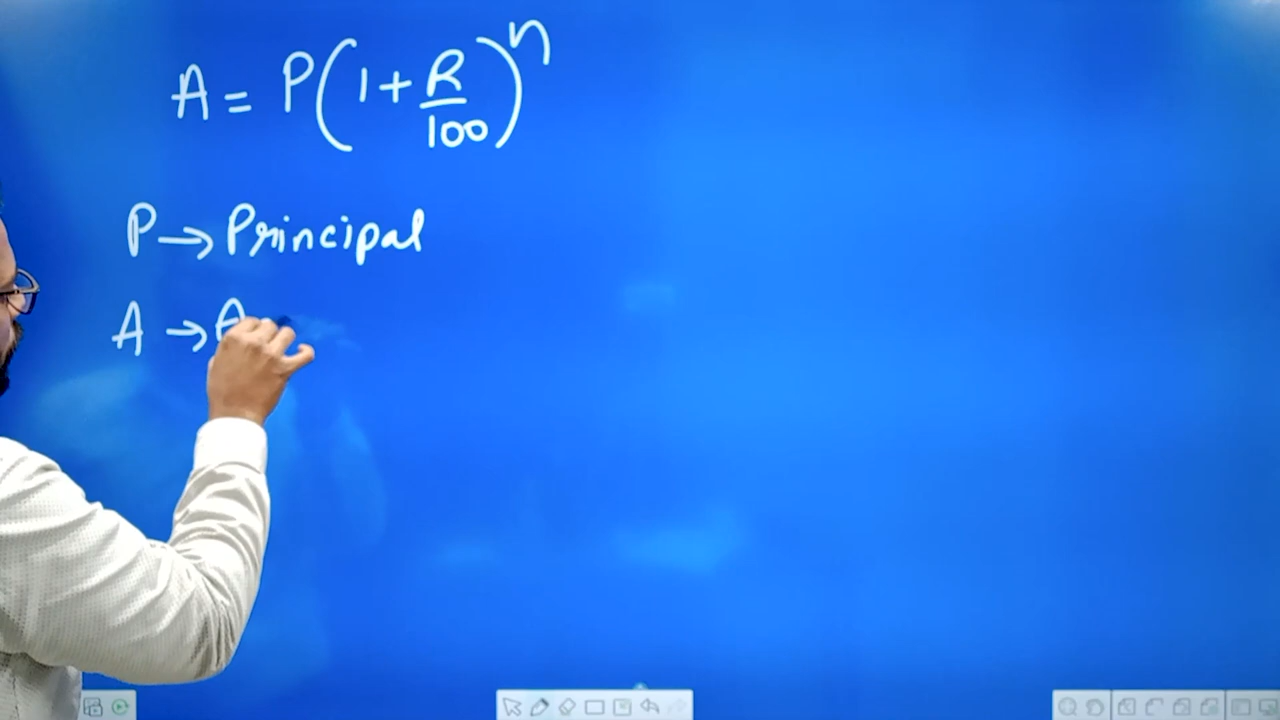 A = P(1 + R/100)^n
P → Principal
A → A